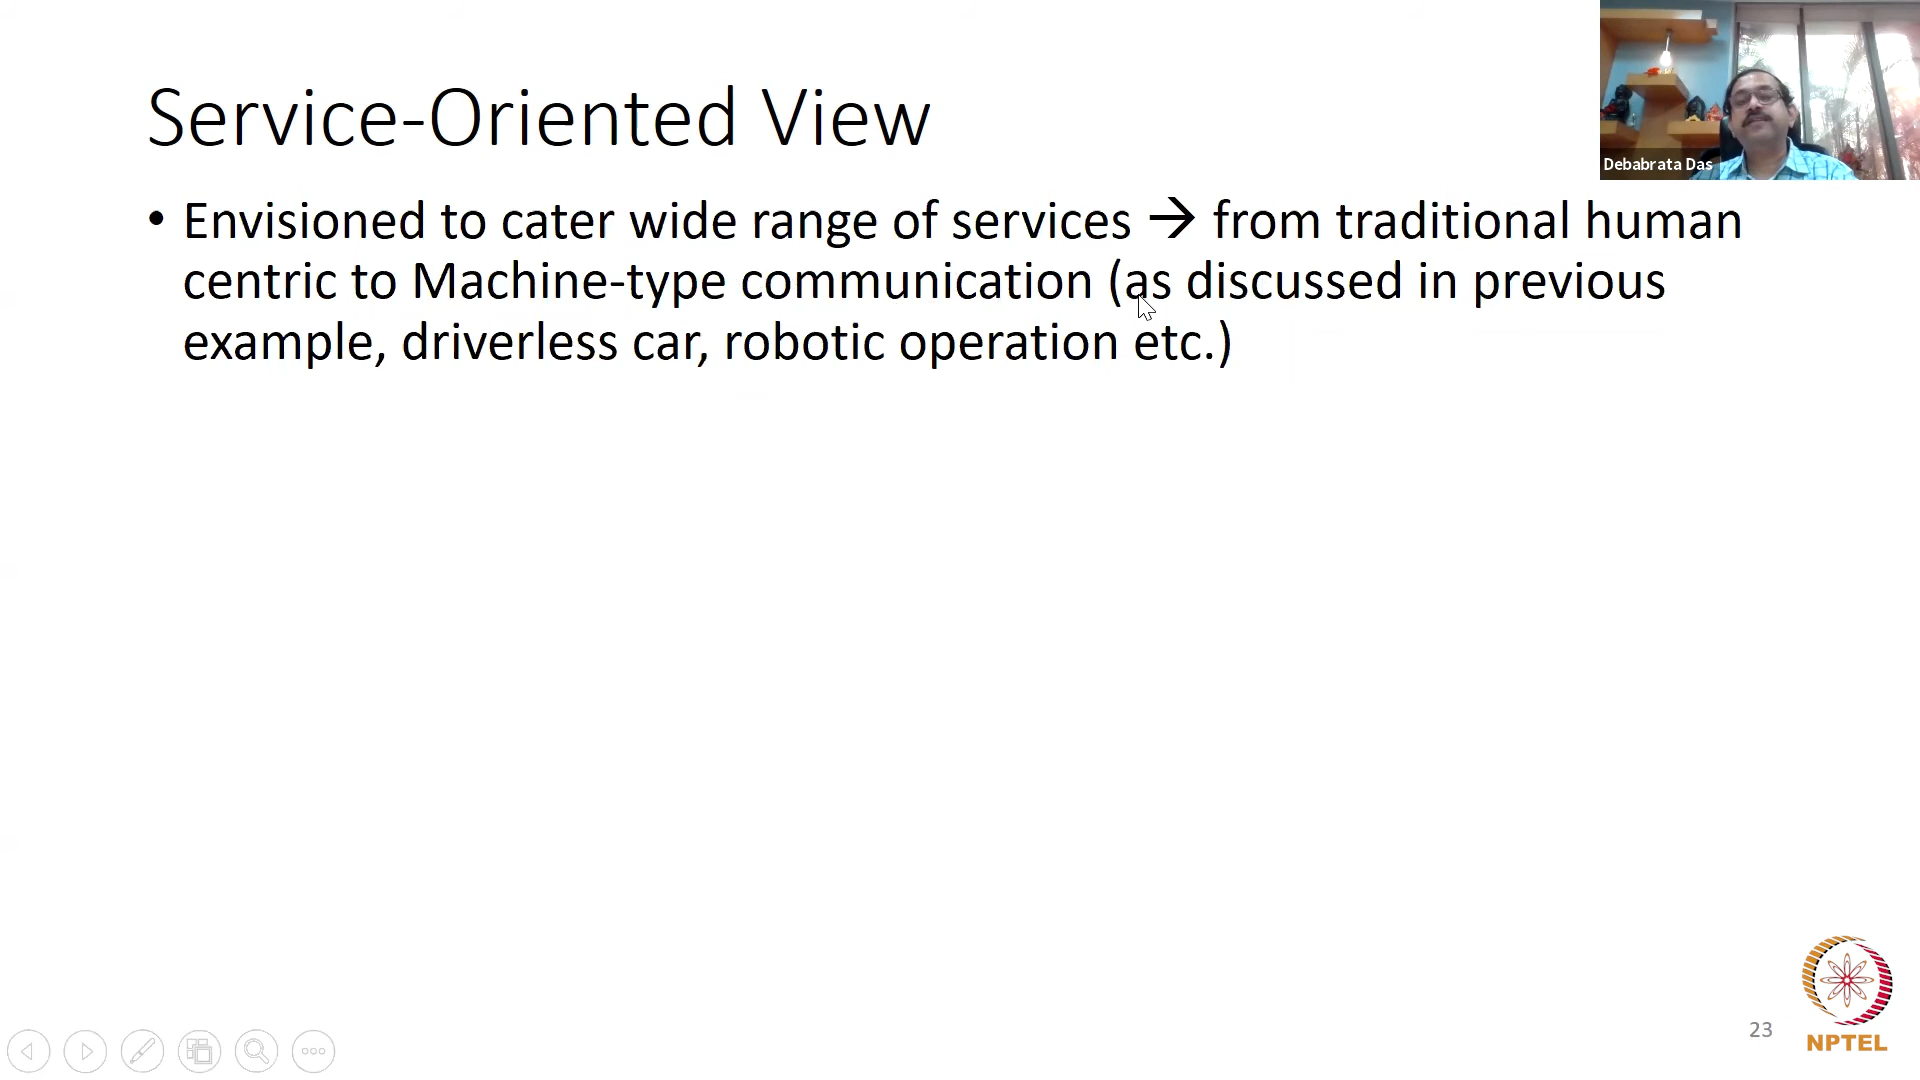 Service-Oriented View
Debabrata Das
• Envisioned to cater wide range of services → from traditional human
centric to Machine-type communication (as discussed in previous
example, driverless car, robotic operation etc.)
23
NPTEL